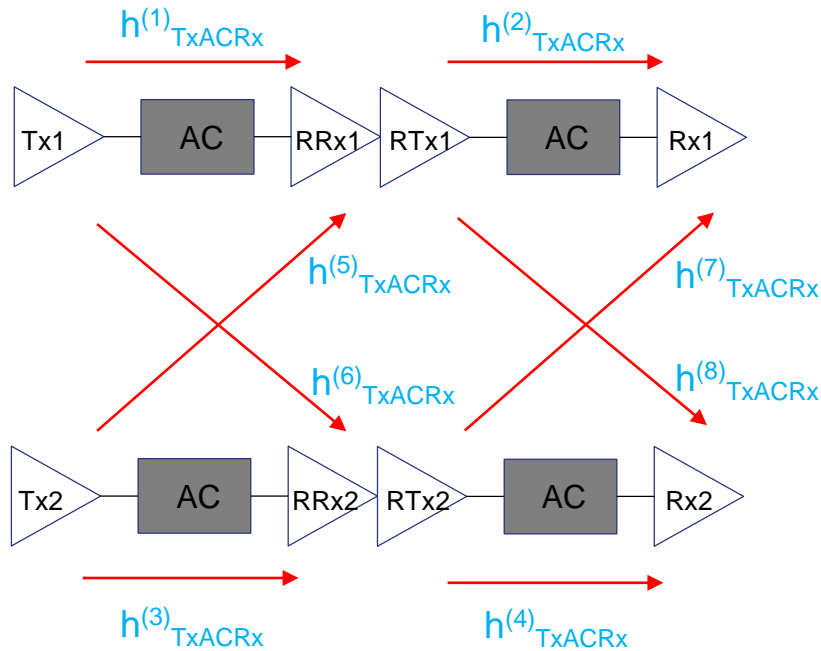 h(1)TxACRx h(2)TxACRx
Tx1 AC RRx1 RTx1 AC Rx1
h(5)TxACRx h(7)TxACRx
h(6)TxACRx h(8)TxACRx
Tx2 AC RRx2 RTx2 AC Rx2
h(3)TxACRx h(4)TxACRx